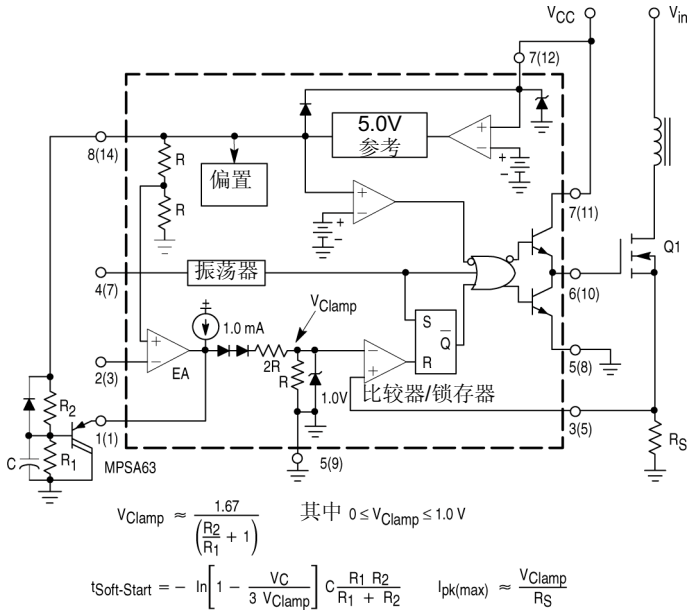 VCC
Vin
7(12)
5.0V
参考
+
−
+
−
8(14)
R
偏置
R
+
−
+
−
7(11)
Q1
振荡器
4(7)
6(10)
VClamp
+
1.0 mA
S
Q
R
−
+
2R
R
1.0V
EA
5(8)
2(3)
比较器/锁存器
3(5)
R2
1(1)
RS
C
R1
MPSA63
5(9)
VClamp ≈ 1.67 / (R2/R1 + 1) 其中 0 ≤ VClamp ≤ 1.0 V
tSoft-Start = − ln[1 − VC / 3 VClamp] C R1 R2 / R1 + R2 Ipk(max) ≈ VClamp / RS